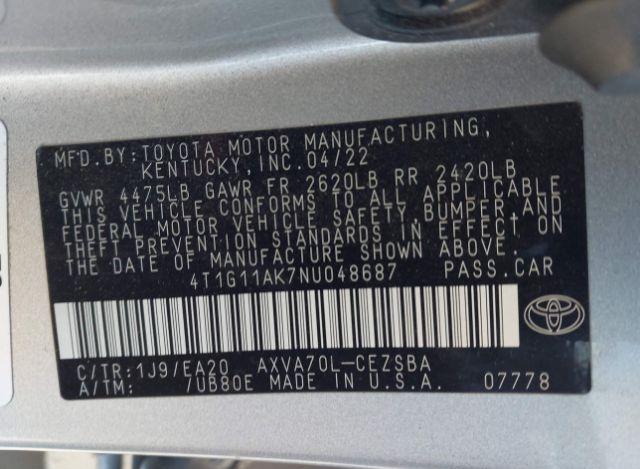 MFD.BY:TOYOTA MOTOR MANUFACTURING,
KENTUCKY,INC.04/22
GVWR 4475LB GAWR FR 2620LB RR 2420LB
THIS VEHICLE CONFORMS TO ALL APPLICABLE
FEDERAL MOTOR VEHICLE SAFETY,BUMPER,AND
THEFT PREVENTION STANDARDS IN EFFECT ON
THE DATE OF MANUFACTURE SHOWN ABOVE.
4T1G11AK7NU048687 PASS.CAR
C/TR:1J9/EA20 AXVA70L-CEZSBA
A/TM: /UB80E MADE IN U.S.A. 07778